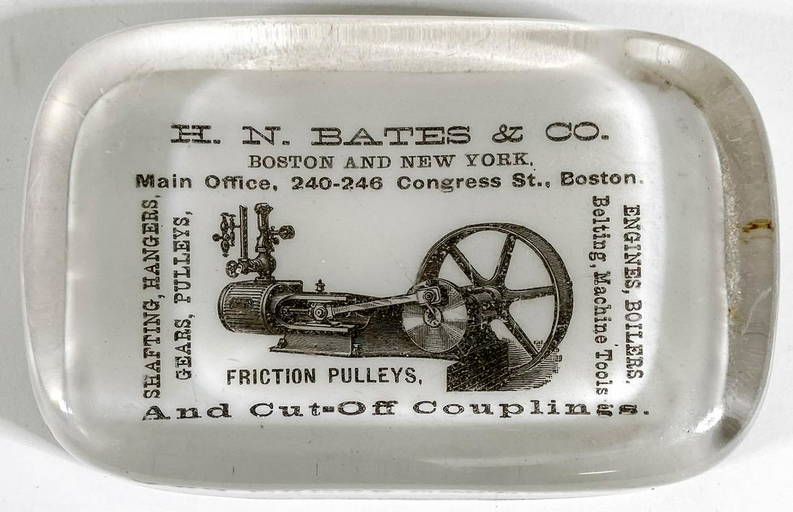 H. N. BATES & CO.
BOSTON AND NEW YORK.
Main Office, 240-246 Congress St., Boston.
SHAFTING, HANGERS,
GEARS, PULLEYS,
ENGINES, BOILERS,
Belting, Machine Tools &
FRICTION PULLEYS,
And Cut-Off Couplings.